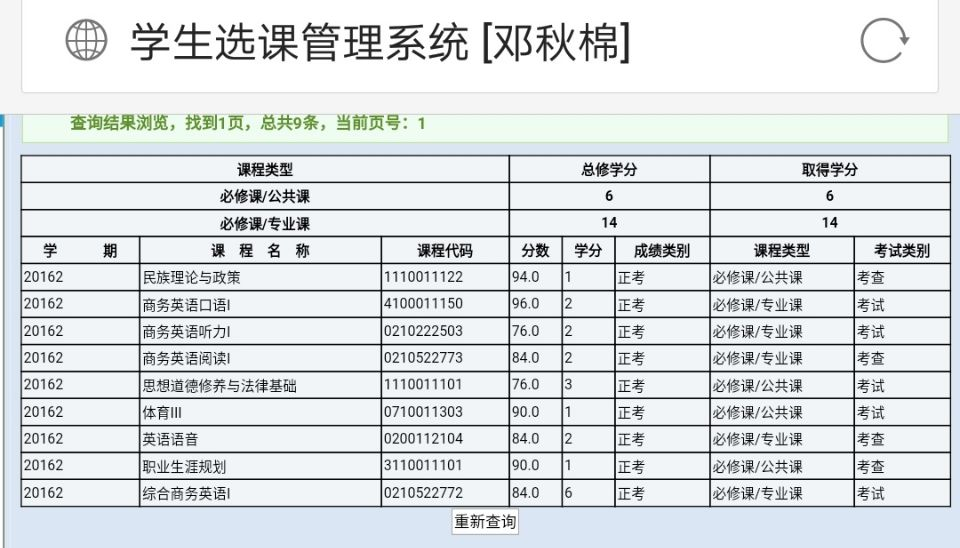 学生选课管理系统 [邓秋棉]
查询结果浏览，找到1页，总共9条，当前页号：1
课程类型 总修学分 取得学分
必修课/公共课 6 6
必修课/专业课 14 14
学 期 课 程 名 称 课程代码 分数 学分 成绩类别 课程类型 考试类别
20162 民族理论与政策 1110011122 94.0 1 正考 必修课/公共课 考查
20162 商务英语口语I 4100011150 96.0 2 正考 必修课/专业课 考试
20162 商务英语听力I 0210222503 76.0 2 正考 必修课/专业课 考试
20162 商务英语阅读I 0210522773 84.0 2 正考 必修课/专业课 考查
20162 思想道德修养与法律基础 1110011101 76.0 3 正考 必修课/公共课 考试
20162 体育III 0710011303 90.0 1 正考 必修课/公共课 考试
20162 英语语音 0200112104 84.0 2 正考 必修课/专业课 考查
20162 职业生涯规划 3110011101 90.0 1 正考 必修课/公共课 考查
20162 综合商务英语I 0210522772 84.0 6 正考 必修课/专业课 考试
重新查询